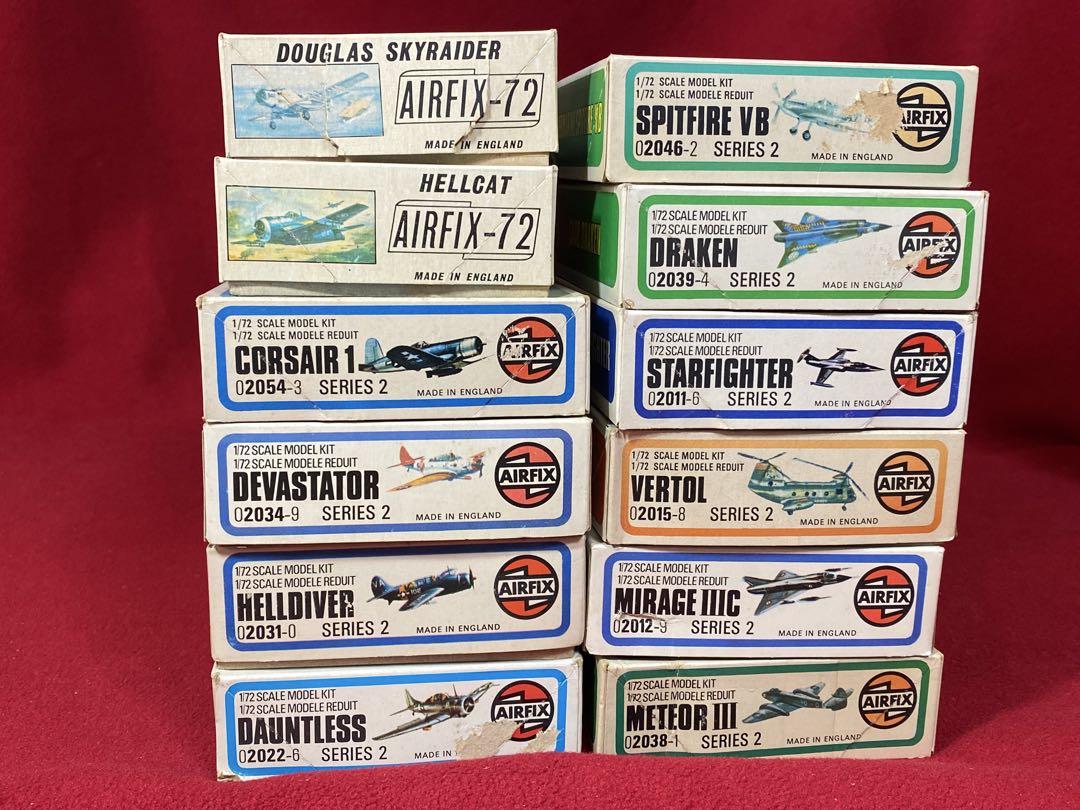 DOUGLAS SKYRAIDER
AIRFIX-72
MADE IN ENGLAND
HELLCAT
AIRFIX-72
MADE IN ENGLAND
1/72 SCALE MODEL KIT
1/72 SCALE MODELE REDUIT
CORSAIR 1
AIRFIX
02054-3 SERIES 2
MADE IN ENGLAND
1/72 SCALE MODEL KIT
1/72 SCALE MODELE REDUIT
DEVASTATOR
AIRFIX
02034-9 SERIES 2
MADE IN ENGLAND
1/72 SCALE MODEL KIT
1/72 SCALE MODELE REDUIT
HELLDIVER
AIRFIX
02031-0 SERIES 2
MADE IN ENGLAND
1/72 SCALE MODEL KIT
1/72 SCALE MODELE REDUIT
DAUNTLESS
AIRFIX
02022-6 SERIES 2
MADE IN
1/72 SCALE MODEL KIT
1/72 SCALE MODELE REDUIT
SPITFIRE VB
AIRFIX
02046-2 SERIES 2
MADE IN ENGLAND
1/72 SCALE MODEL KIT
1/72 SCALE MODELE REDUIT
DRAKEN
AIRFIX
02039-4 SERIES 2
MADE IN ENGLAND
1/72 SCALE MODEL KIT
1/72 SCALE MODELE REDUIT
STARFIGHTER
AIRFIX
02011-6 SERIES 2
MADE IN ENGLAND
1/72 SCALE MODEL KIT
1/72 SCALE MODELE REDUIT
VERTOL
AIRFIX
02015-8 SERIES 2
MADE IN ENGLAND
1/72 SCALE MODEL KIT
1/72 SCALE MODELE REDUIT
MIRAGE IIIC
AIRFIX
02012-9 SERIES 2
MADE IN ENGLAND
1/72 SCALE MODEL KIT
1/72 SCALE MODELE REDUIT
METEOR III
AIRFIX
02038-1 SERIES 2
MADE IN ENGLAND